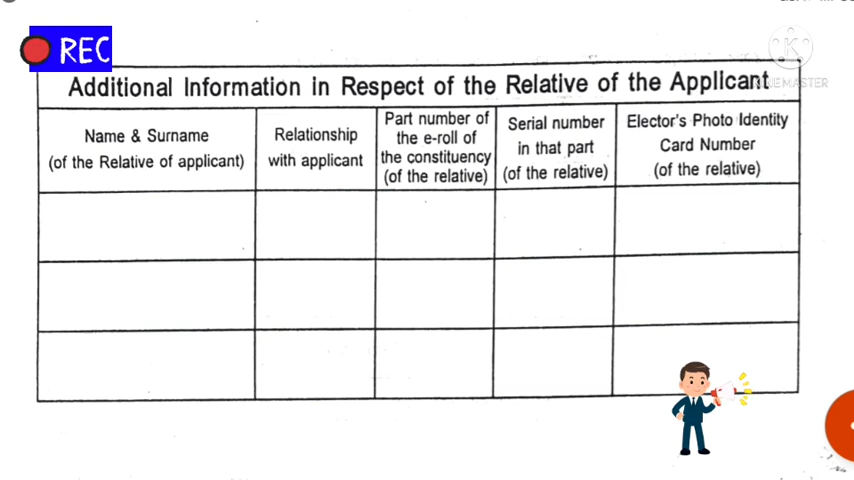 REC
Additional Information in Respect of the Relative of the Applicant
Name & Surname
(of the Relative of applicant)
Relationship
with applicant
Part number of
the e-roll of
the constituency
(of the relative)
Serial number
in that part
(of the relative)
Elector's Photo Identity
Card Number
(of the relative)
K